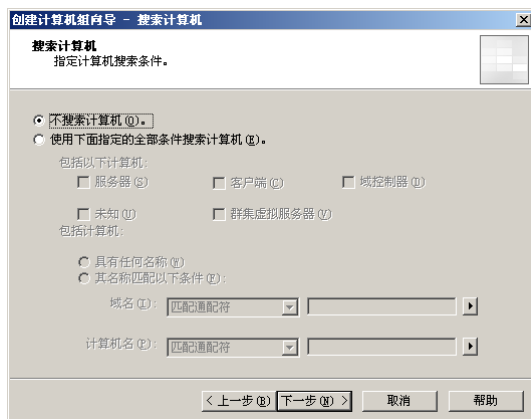 创建计算机组向导 - 搜索计算机
搜索计算机
指定计算机搜索条件。
不搜索计算机(O)。
使用下面指定的全部条件搜索计算机(E)。
包括以下计算机:
服务器(S) 客户端(C) 域控制器(D)
未知(U) 群集虚拟服务器(V)
包括计算机:
具有任何名称(W)
其名称匹配以下条件(F):
域名(I): 匹配通配符
计算机名(P): 匹配通配符
< 上一步(B) 下一步(N) > 取消 帮助